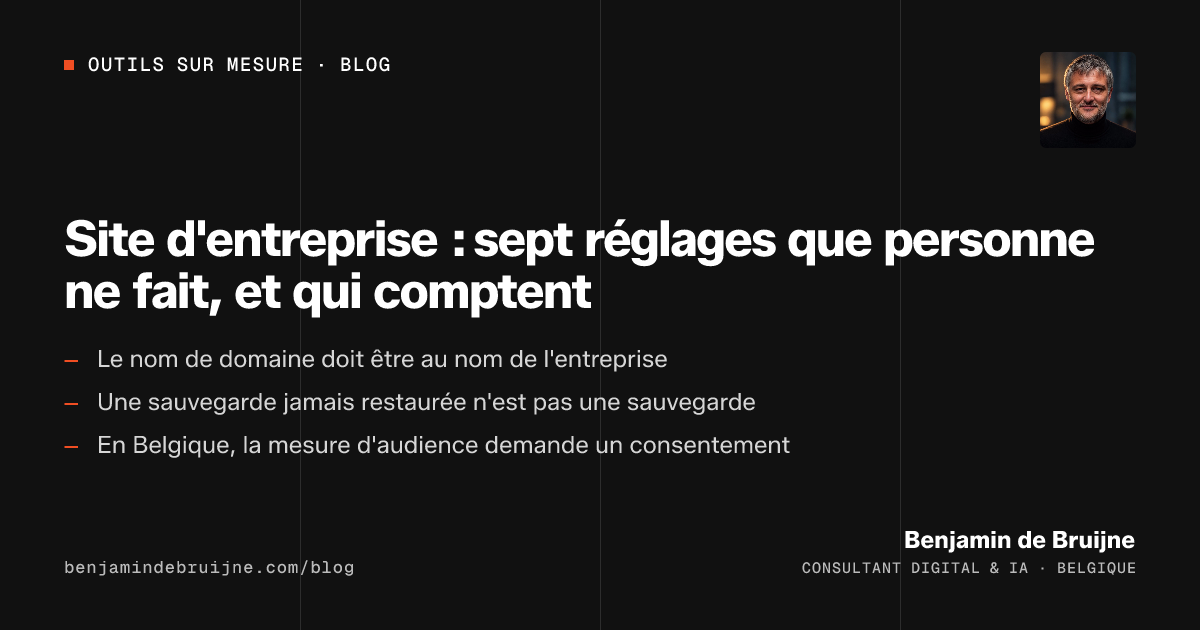 OUTILS SUR MESURE · BLOG
Site d'entreprise : sept réglages que personne
ne fait, et qui comptent
— Le nom de domaine doit être au nom de l'entreprise
— Une sauvegarde jamais restaurée n'est pas une sauvegarde
— En Belgique, la mesure d'audience demande un consentement
benjamindebruijne.com/blog
Benjamin de Bruijne
CONSULTANT DIGITAL & IA · BELGIQUE